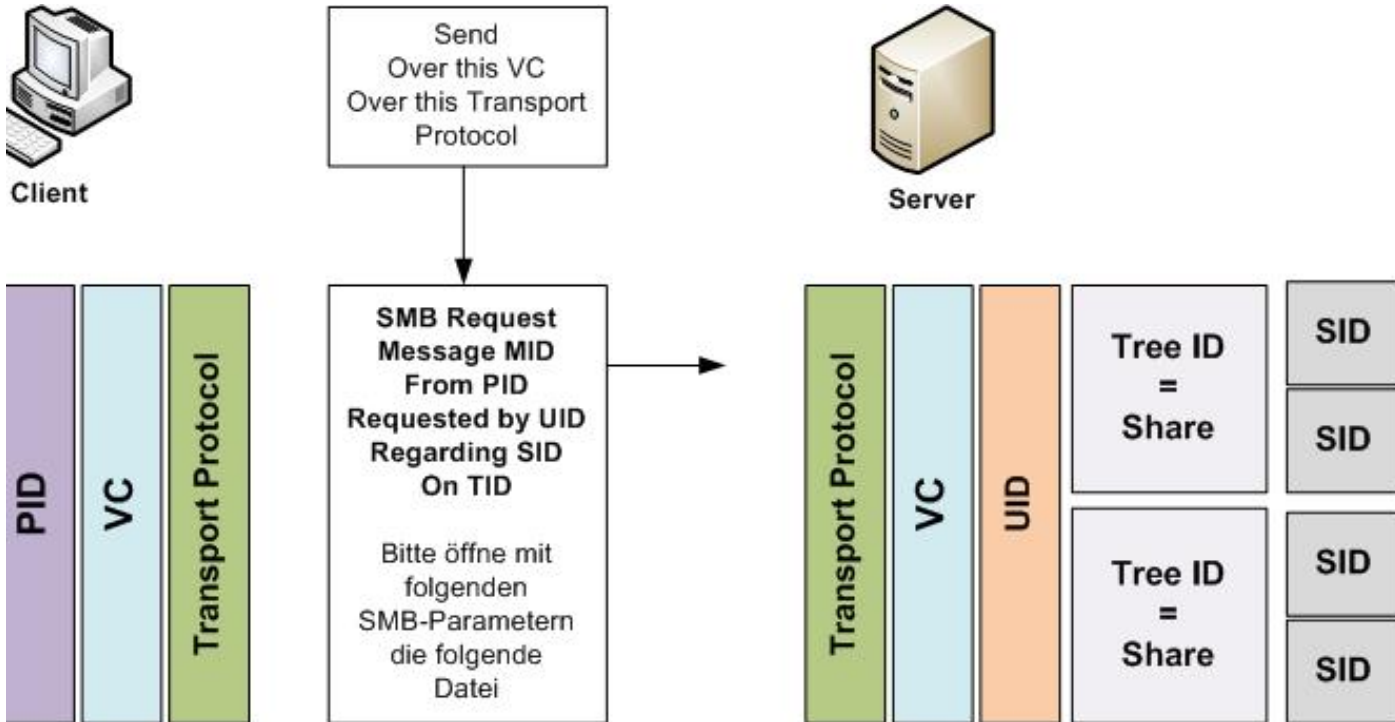 Send
Over this VC
Over this Transport
Protocol
Client
Server
PID
VC
Transport Protocol
SMB Request
Message MID
From PID
Requested by UID
Regarding SID
On TID
Bitte öffne mit
folgenden
SMB-Parametern
die folgende
Datei
Transport Protocol
VC
UID
Tree ID
=
Share
SID
SID
Tree ID
=
Share
SID
SID